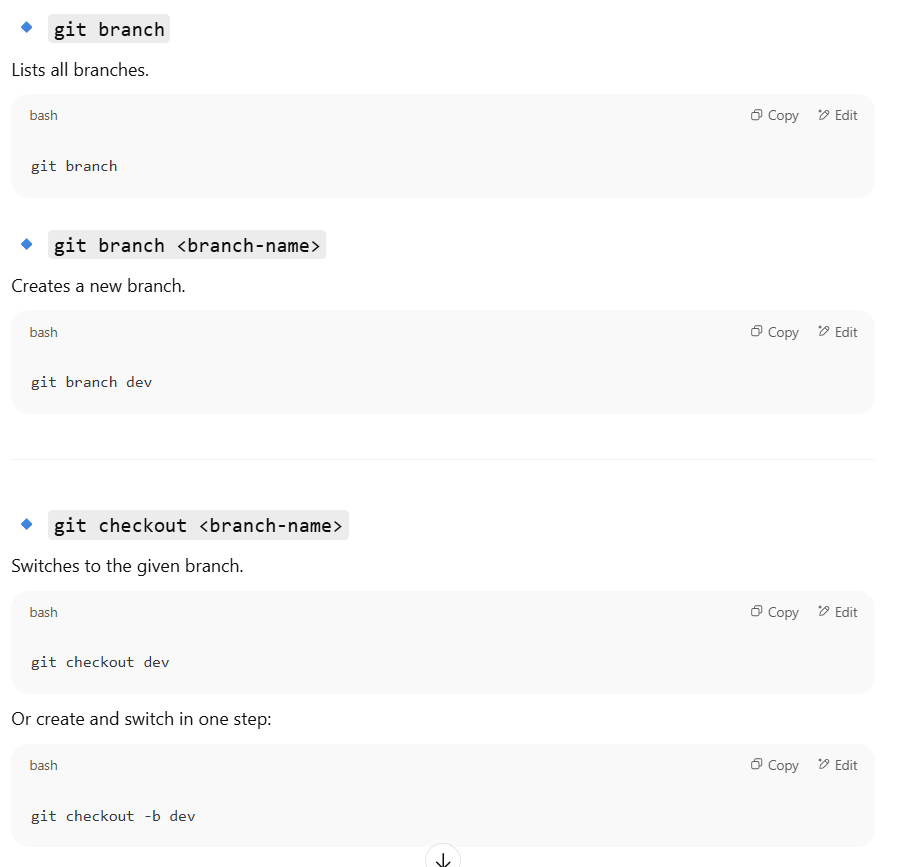 git branch
Lists all branches.
bash Copy Edit
git branch
git branch <branch-name>
Creates a new branch.
bash Copy Edit
git branch dev
git checkout <branch-name>
Switches to the given branch.
bash Copy Edit
git checkout dev
Or create and switch in one step:
bash Copy Edit
git checkout -b dev